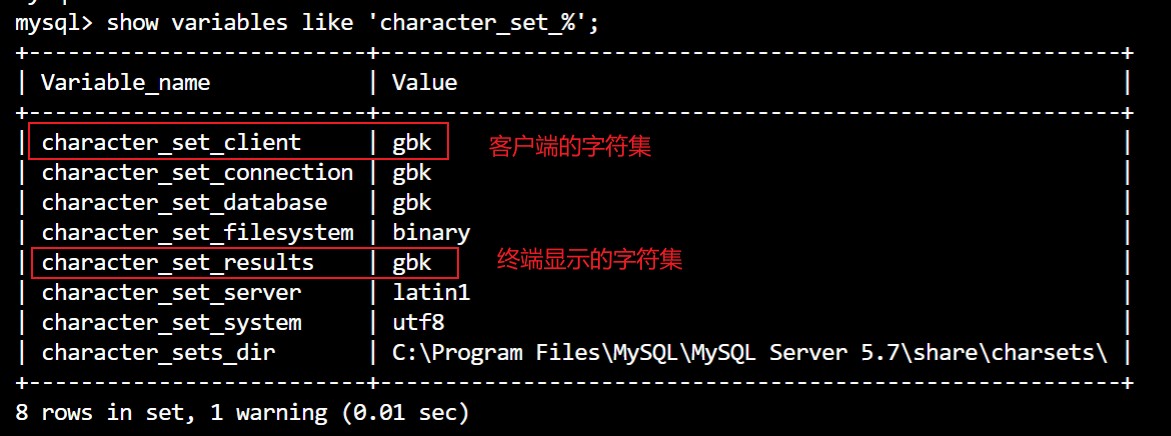 mysql> show variables like 'character_set_%';
+--------------------------+---------------------------------------------------------+
| Variable_name | Value |
+--------------------------+---------------------------------------------------------+
| character_set_client | gbk | 客户端的字符集
| character_set_connection | gbk |
| character_set_database | gbk |
| character_set_filesystem | binary |
| character_set_results | gbk | 终端显示的字符集
| character_set_server | latin1 |
| character_set_system | utf8 |
| character_sets_dir | C:\Program Files\MySQL\MySQL Server 5.7\share\charsets\ |
+--------------------------+---------------------------------------------------------+
8 rows in set, 1 warning (0.01 sec)